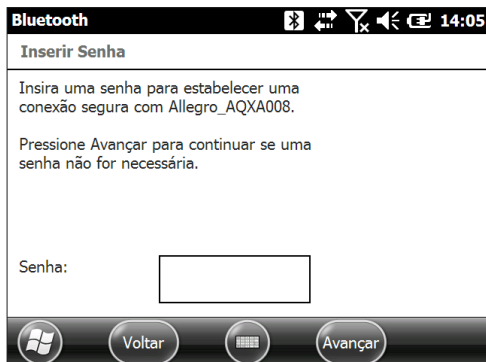 Bluetooth 14:05
Inserir Senha
Insira uma senha para estabelecer uma
conexão segura com Allegro_AQXA008.
Pressione Avançar para continuar se uma
senha não for necessária.
Senha:
Voltar Avançar